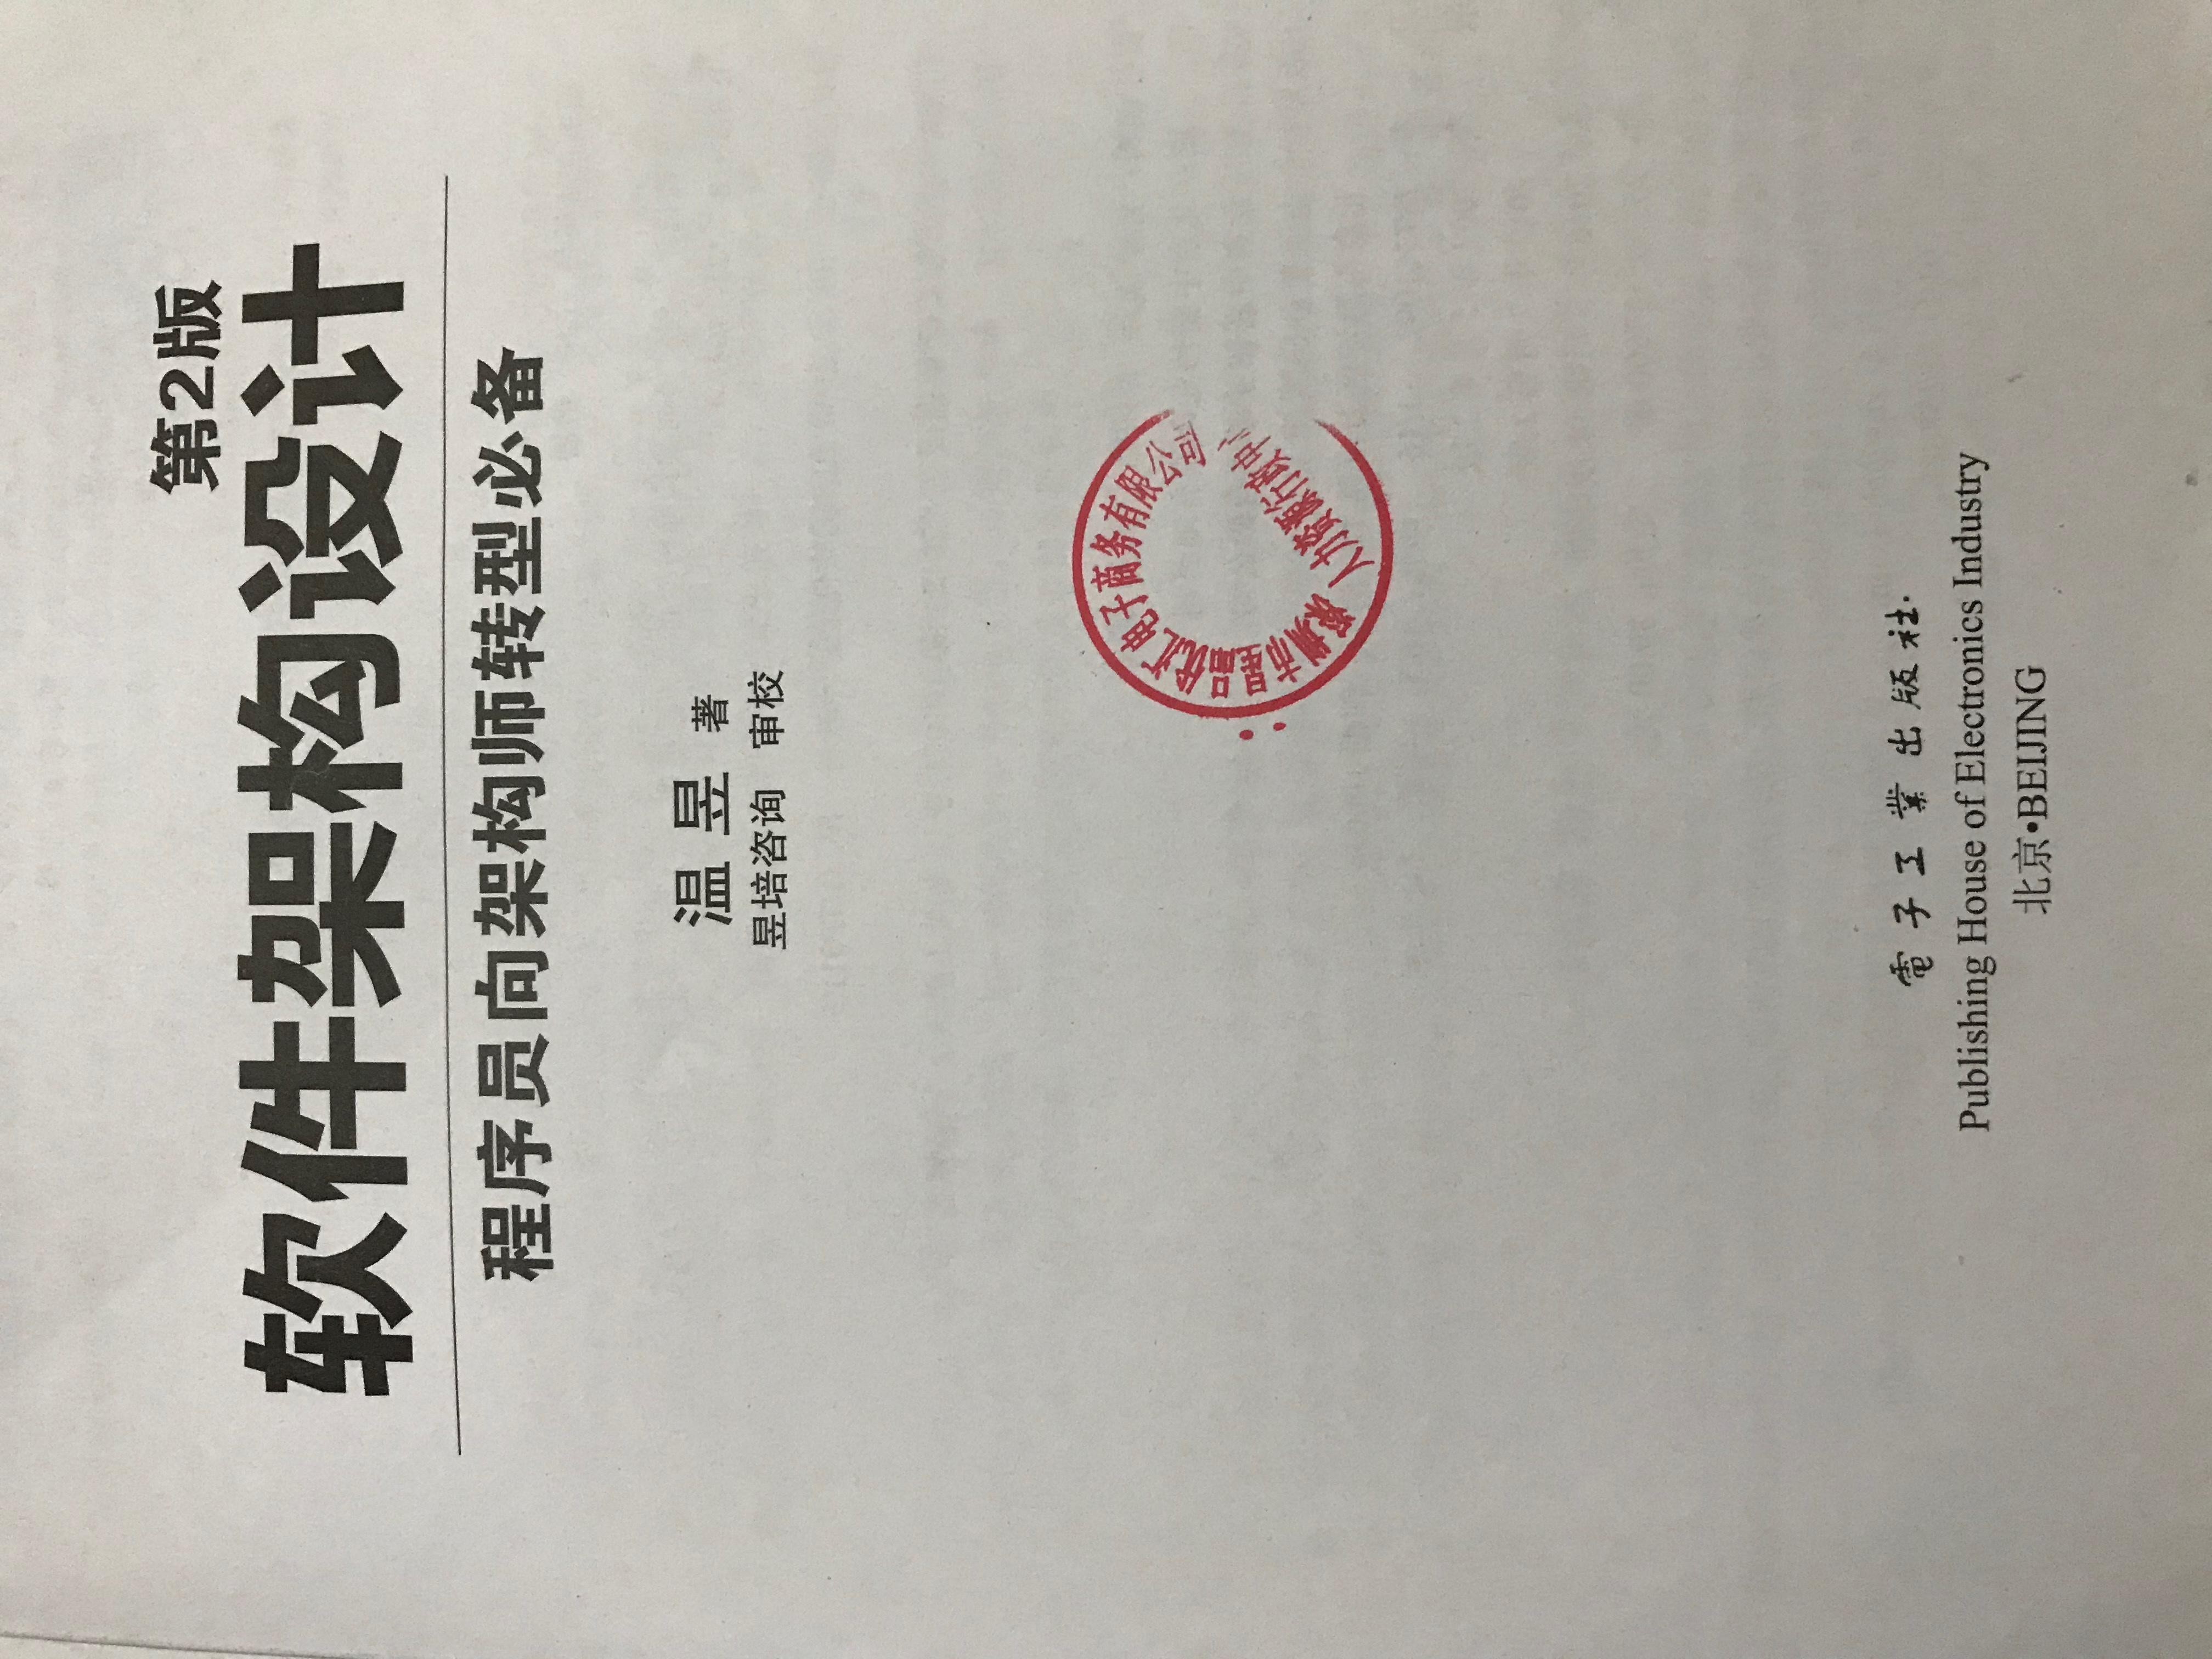 第2版
软件架构设计
程序员向架构师转型必备
温昱 著
昱培咨询 审校
深圳市星品优汇电子商务有限公司
人力资源行政中心
電子工業出版社.
Publishing House of Electronics Industry
北京•BEIJING